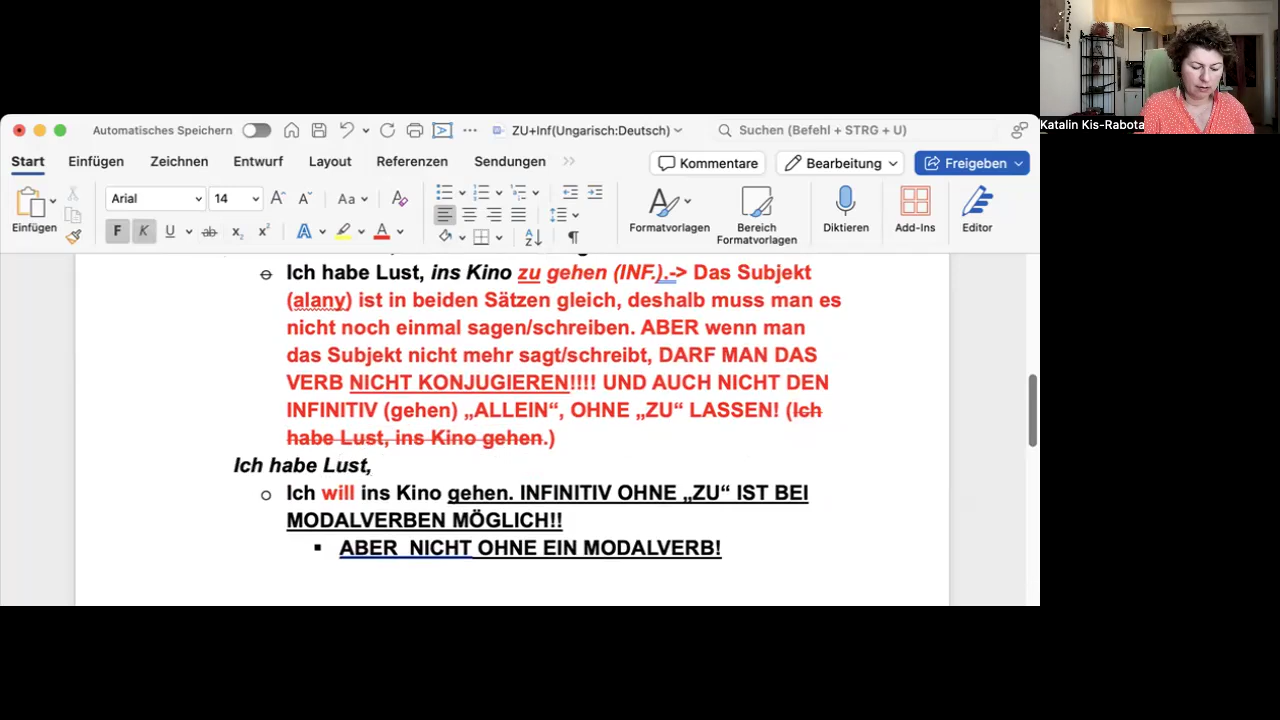 Katalin Kis-Rabota
Automatisches Speichern
ZU+Inf(Ungarisch:Deutsch)
Suchen (Befehl + STRG + U)
Start Einfügen Zeichnen Entwurf Layout Referenzen Sendungen
Kommentare Bearbeitung Freigeben
Einfügen
Arial 14
F K U ab x₂ x²
Formatvorlagen
Bereich Formatvorlagen
Diktieren
Add-Ins
Editor
Ich habe Lust, ins Kino zu gehen (INF.).-> Das Subjekt
(alany) ist in beiden Sätzen gleich, deshalb muss man es
nicht noch einmal sagen/schreiben. ABER wenn man
das Subjekt nicht mehr sagt/schreibt, DARF MAN DAS
VERB NICHT KONJUGIEREN!!!! UND AUCH NICHT DEN
INFINITIV (gehen) „ALLEIN“, OHNE „ZU“ LASSEN! (Ich
habe Lust, ins Kino gehen.)
Ich habe Lust,
Ich will ins Kino gehen. INFINITIV OHNE „ZU“ IST BEI
MODALVERBEN MÖGLICH!!
ABER NICHT OHNE EIN MODALVERB!